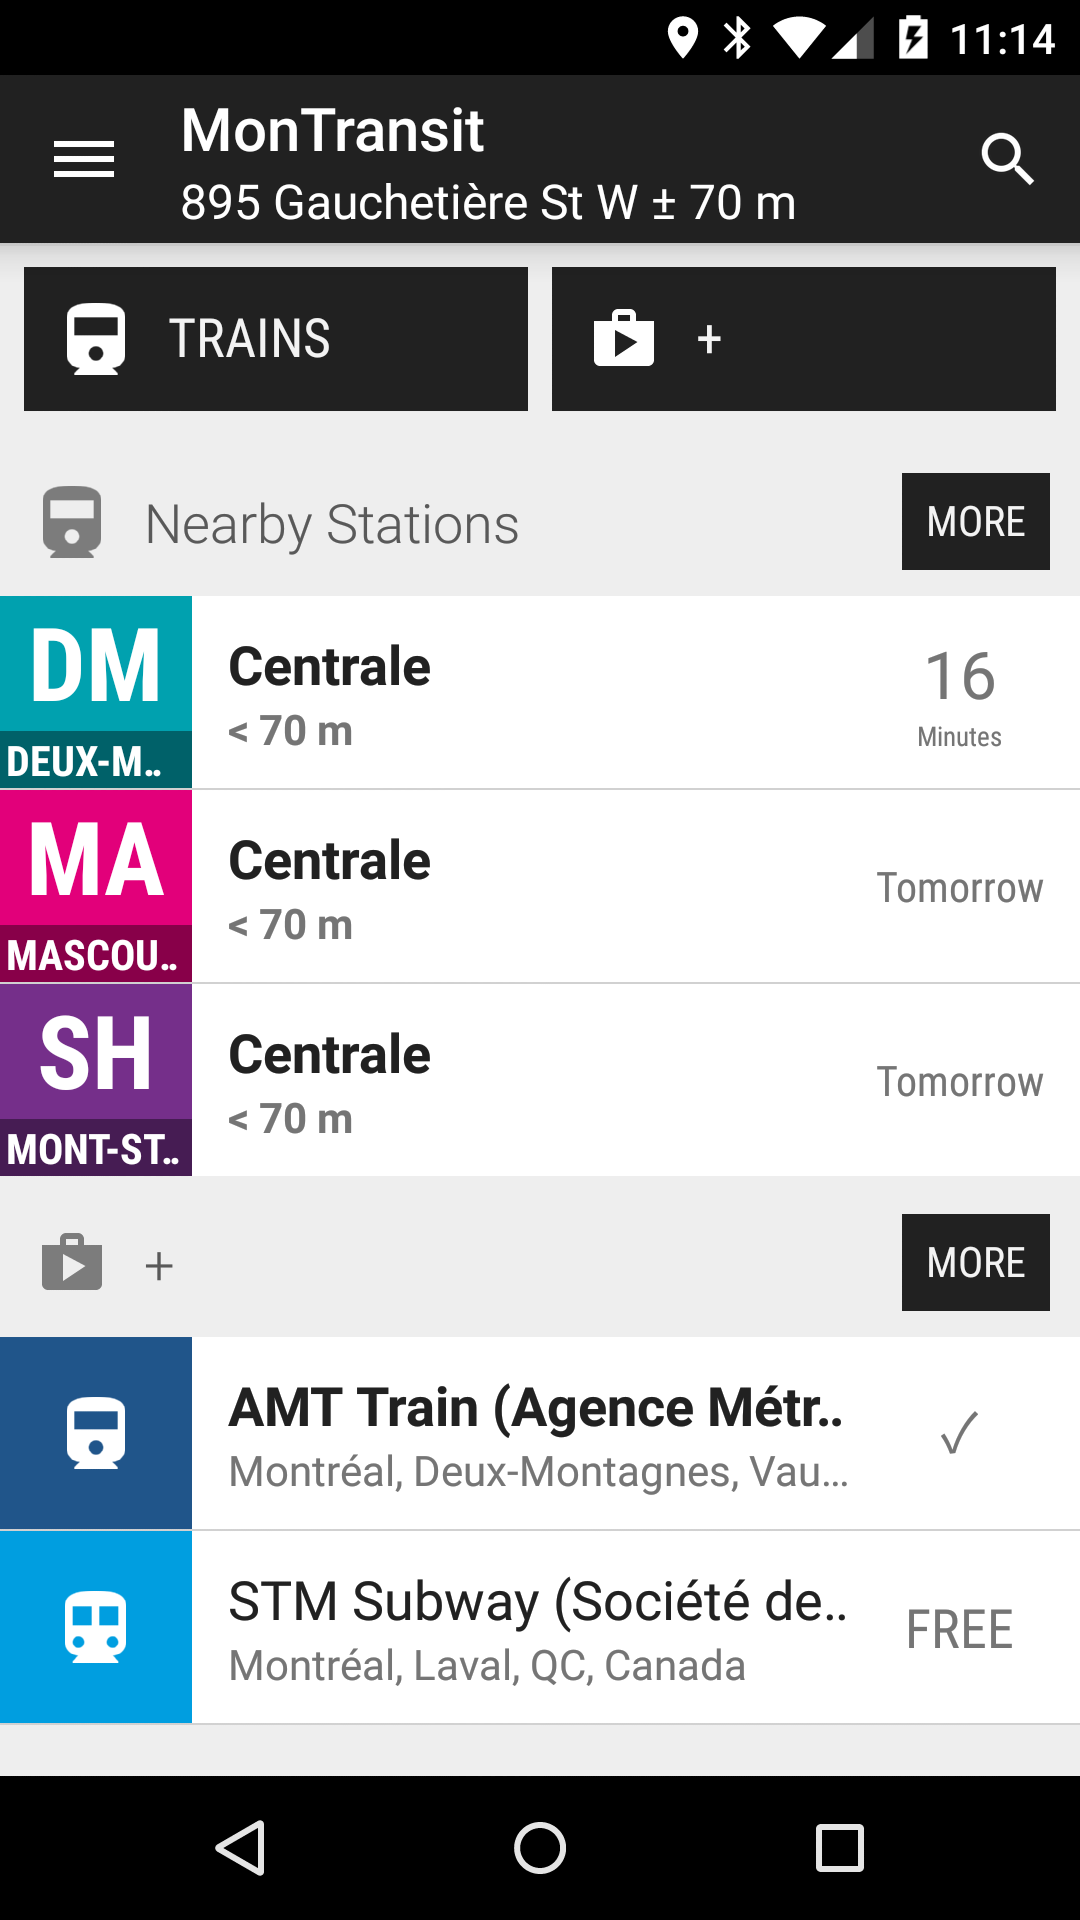 11:14
MonTransit
895 Gauchetière St W ± 70 m
TRAINS
+
Nearby Stations
MORE
DM
DEUX-M..
Centrale
< 70 m
16
Minutes
MA
MASCOU..
Centrale
< 70 m
Tomorrow
SH
MONT-ST..
Centrale
< 70 m
Tomorrow
+
MORE
AMT Train (Agence Métr..
Montréal, Deux-Montagnes, Vau...
✓
STM Subway (Société de..
Montréal, Laval, QC, Canada
FREE